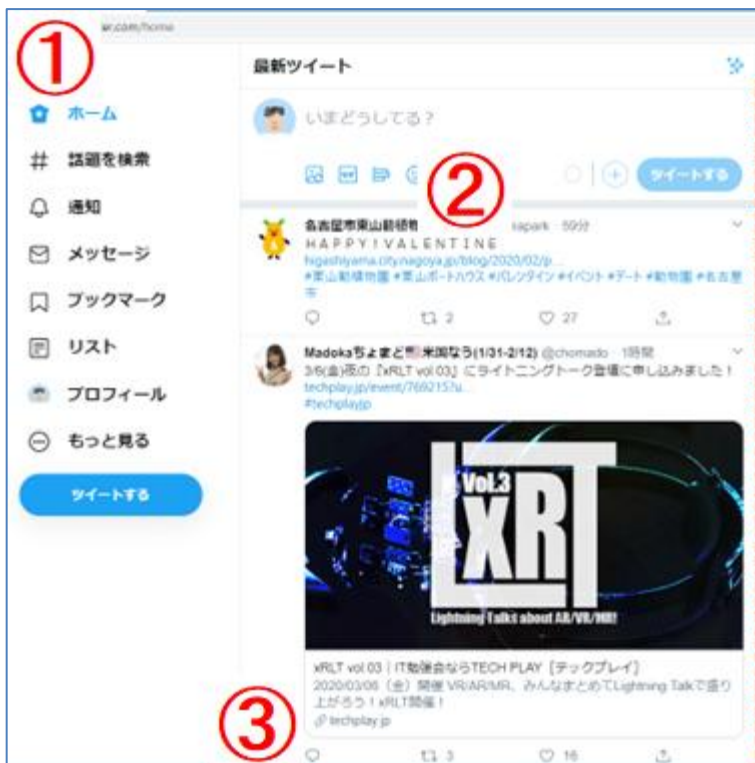 er.com/home
①
ホーム
話題を検索
通知
メッセージ
ブックマーク
リスト
プロフィール
もっと見る
ツイートする
最新ツイート
いまどうしてる？
GIF
②
ツイートする
名古屋市東山動植物 apark · 59分
ＨＡＰＰＹ！ＶＡＬＥＮＴＩＮＥ
higashiyama.city.nagoya.jp/blog/2020/02/p...
#東山動植物園 #東山ボートハウス #バレンタイン #イベント #デート #動物園 #名古屋
市
2 27
Madokaちょまど🇺🇸米国なう(1/31-2/12) @chomado · 1時間
3/6(金)夜の『xRLT vol 03』にライトニングトーク登壇に申し込みました！
techplay.jp/event/769215?u...
#techplayjp
Vol.3
xRLT
Lightning Talks about AR/VR/MR!
xRLT vol 03｜IT勉強会ならTECH PLAY［テックプレイ］
2020/03/06（金）開催 VR/AR/MR、みんなまとめてLightning Talkで盛り
上がろう！xRLT開催！
techplay.jp
③
3 16